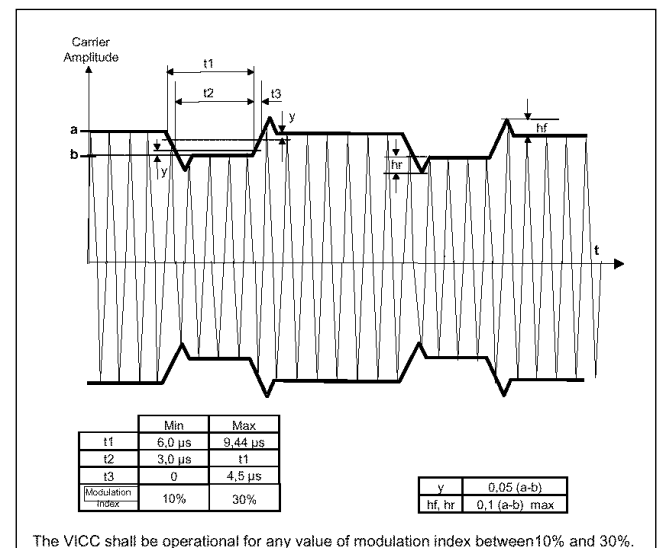 Carrier
Amplitude
t1
t2
t3
y
a
b
y
hr
hf
t
Min Max
t1 6,0 µs 9,44 µs
t2 3,0 µs t1
t3 0 4,5 µs
Modulation
Index 10% 30%
y 0,05 (a-b)
hf, hr 0,1 (a-b) max
The VICC shall be operational for any value of modulation index between10% and 30%.